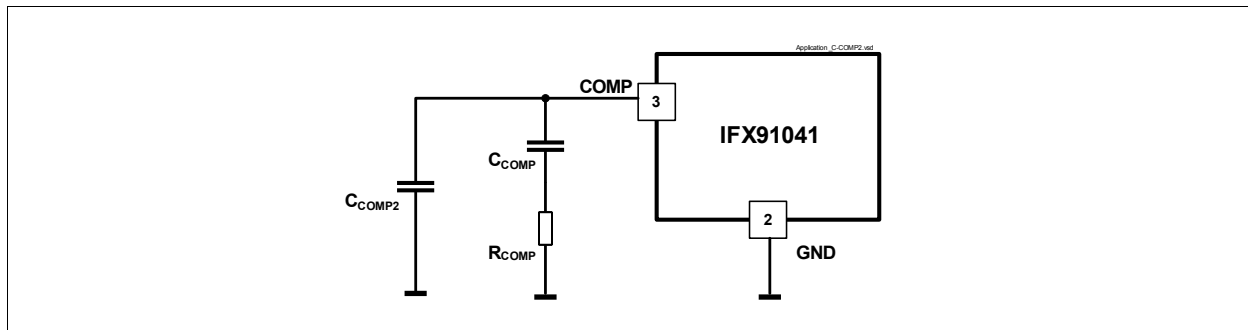 Application_C-COMP2.vsd
COMP
3
IFX91041
CCOMP
CCOMP2
2
RCOMP
GND